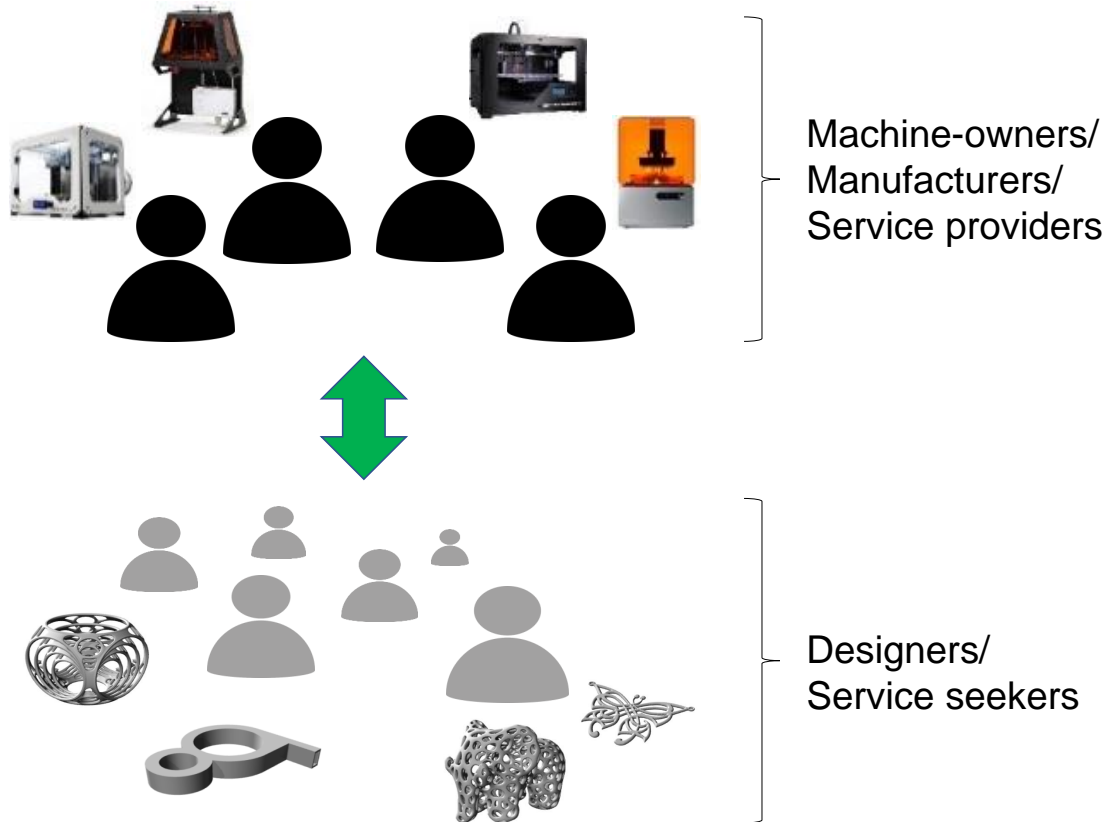 Machine-owners/
Manufacturers/
Service providers
Designers/
Service seekers